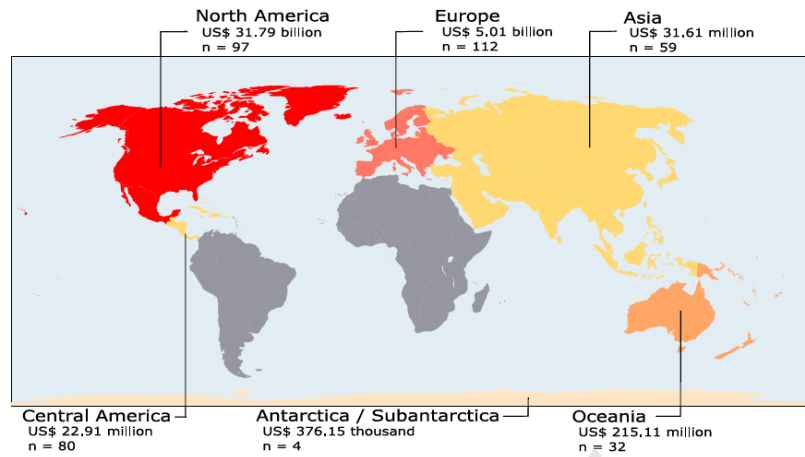 North America
US$ 31.79 billion
n = 97
Europe
US$ 5.01 billion
n = 112
Asia
US$ 31.61 million
n = 59
Central America
US$ 22.91 million
n = 80
Antarctica / Subantarctica
US$ 376.15 thousand
n = 4
Oceania
US$ 215.11 million
n = 32